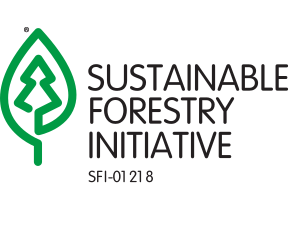 ®
SUSTAINABLE
FORESTRY
INITIATIVE
SFI-01218